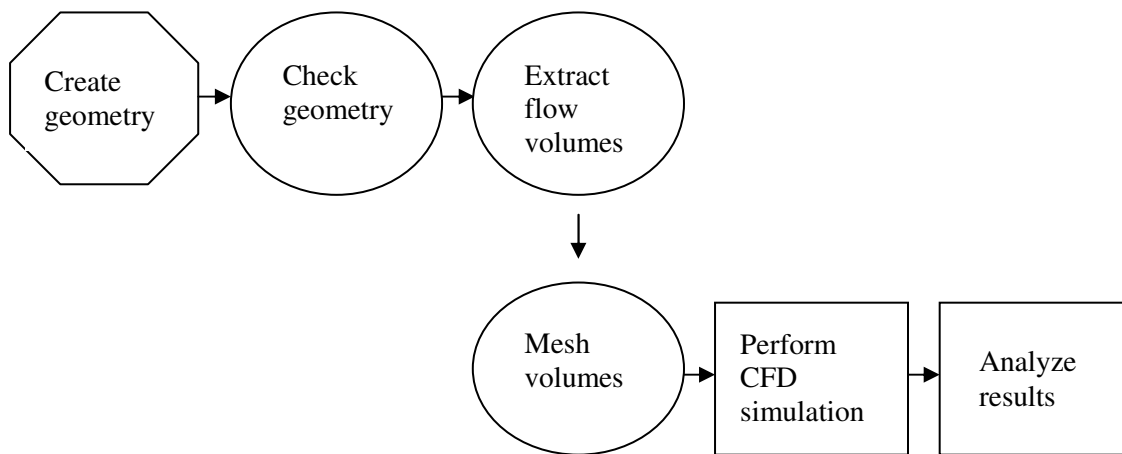 Create
geometry
Check
geometry
Extract
flow
volumes
Mesh
volumes
Perform
CFD
simulation
Analyze
results